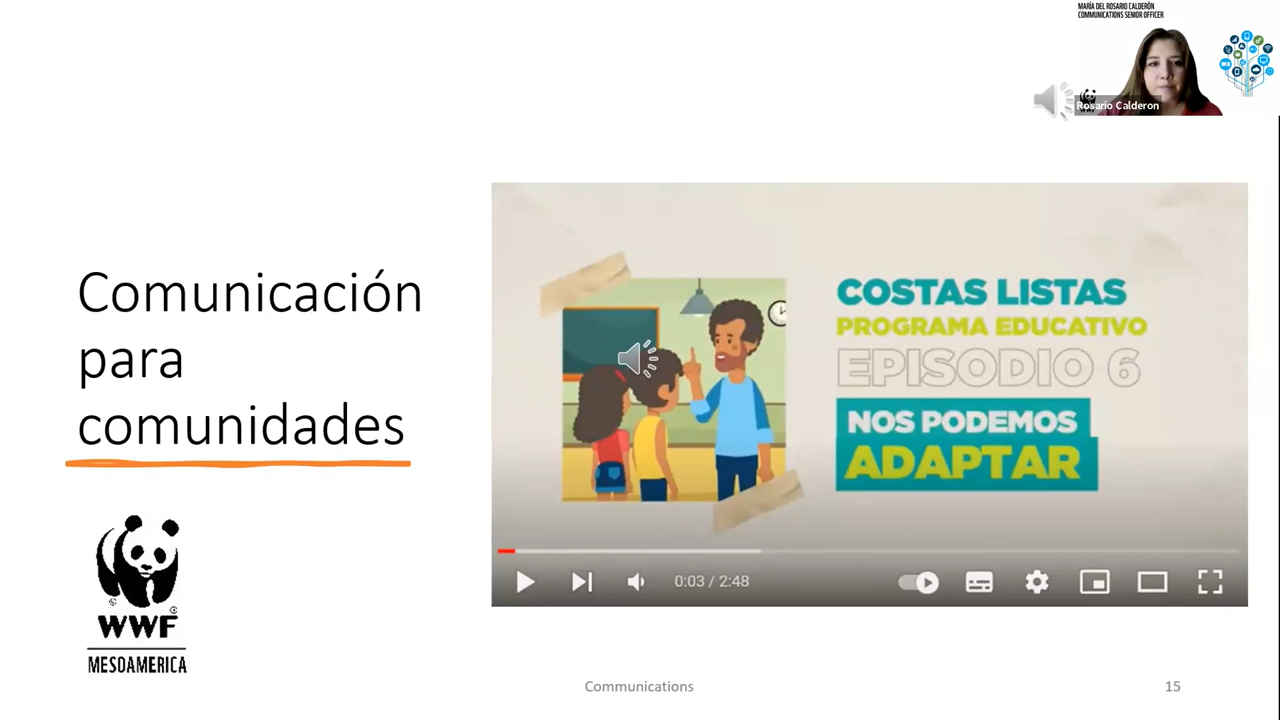 MARÍA DEL ROSARIO CALDERÓN
COMMUNICATIONS SENIOR OFFICER
Rosario Calderon
Comunicación
para
comunidades
COSTAS LISTAS
PROGRAMA EDUCATIVO
EPISODIO 6
NOS PODEMOS
ADAPTAR
0:03 / 2:48
WWF
MESOAMERICA
Communications
15